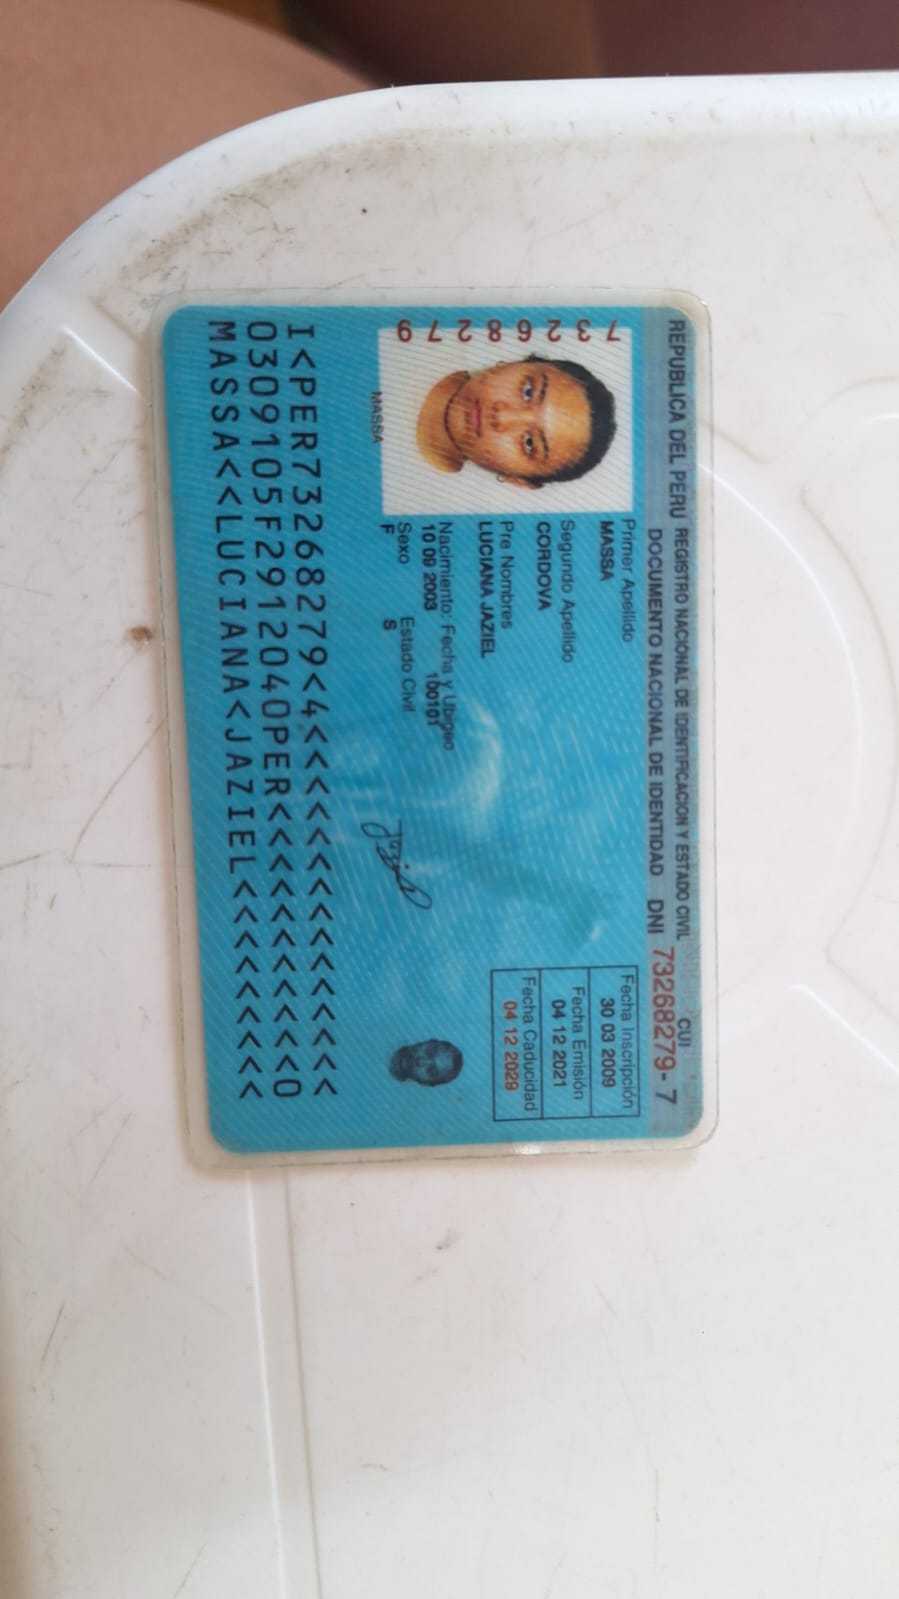 REPUBLICA DEL PERU REGISTRO NACIONAL DE IDENTIFICACION Y ESTADO CIVIL
CUI
DOCUMENTO NACIONAL DE IDENTIDAD DNI 73268279-7
73268279
MASSA
Primer Apellido
MASSA
Segundo Apellido
CORDOVA
Pre Nombres
LUCIANA JAZIEL
Nacimiento: Fecha y Ubigeo
10 09 2003 100101
Sexo Estado Civil
F S
Fecha Inscripción
30 03 2009
Fecha Emisión
04 12 2021
Fecha Caducidad
04 12 2029
Jaziel
I<PER73268279<4<<<<<<<<<<<<<<<
0309105F2912040PER<<<<<<<<<<<0
MASSA<<LUCIANA<JAZIEL<<<<<<<<<